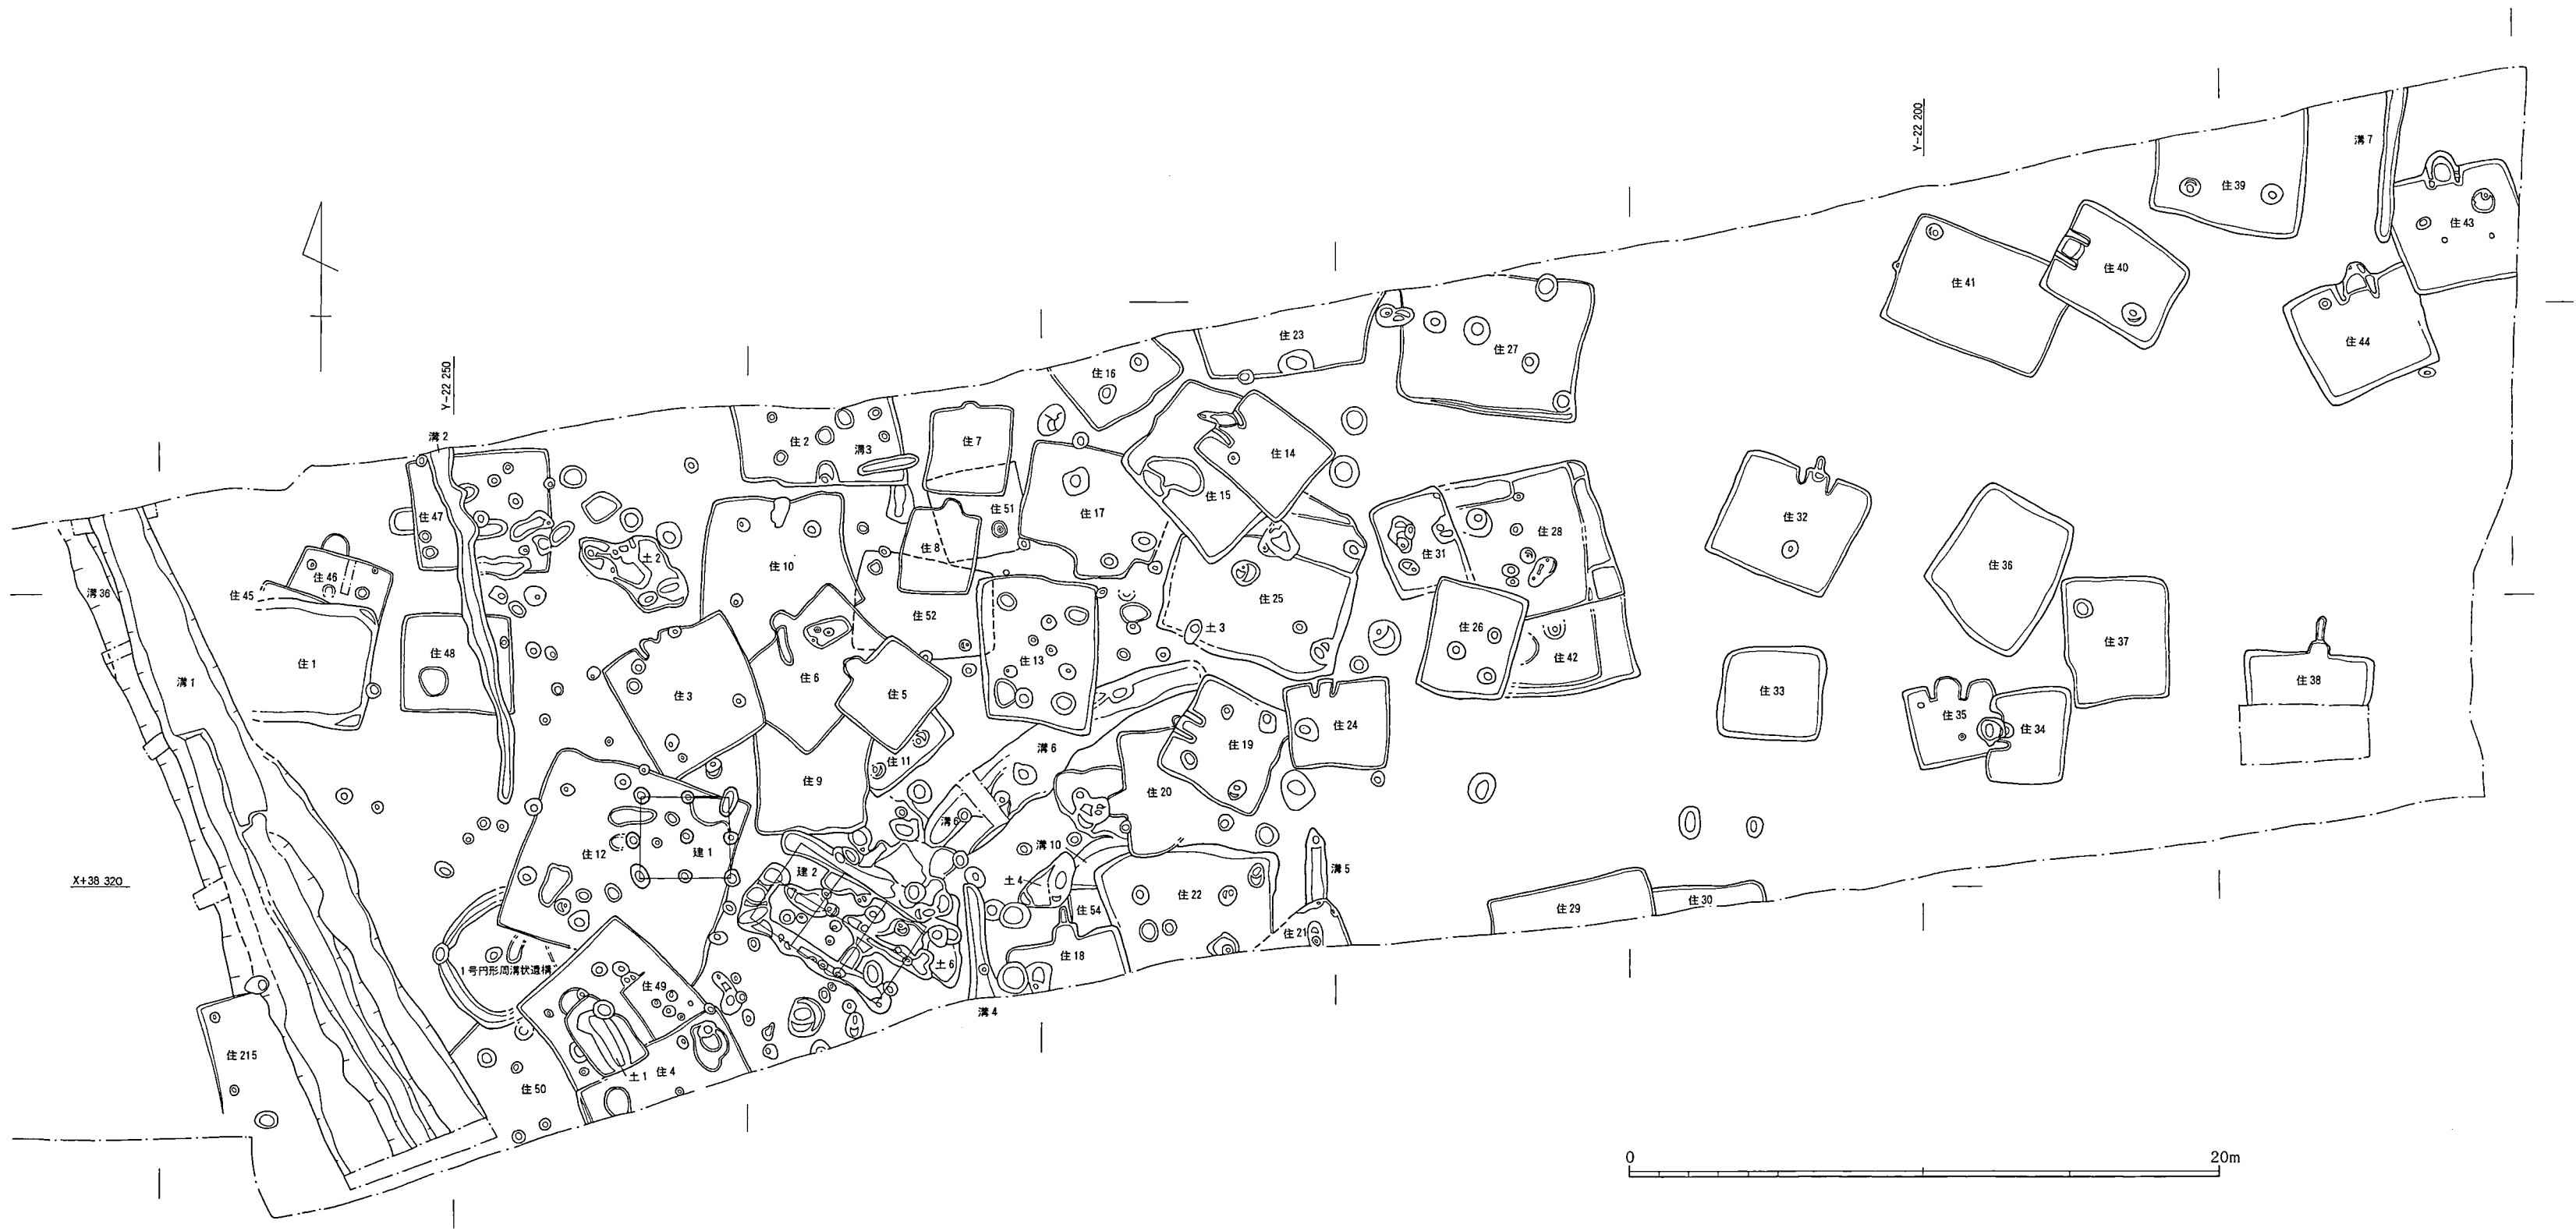 Y-22 200
溝 7
住 39
住 43
住 40
住 41
住 44
住 23
住 27
住 16
Y-22 250
溝 2
住 2
溝3
住 7
住 14
住 15
住 47
住 51
住 17
住 28
住 32
住 8
住 31
土 2
住 10
住 36
住 46
溝 36
住 45
住 25
住 52
土 3
住 26
住 37
住 48
住 13
住 42
住 1
住 6
溝 1
住 3
住 5
住 33
住 38
住 35
住 24
住 34
住 19
溝 6
住 11
住 9
住 20
溝 6
溝 10
住 12
建 1
建 2
溝 5
X+38 320
土 4
住 22
住 54
住 29
住 30
住 21
住 18
土 6
1号円形周溝状遺構
住 49
溝 4
住 215
住 4
土 1
住 50
0
20m